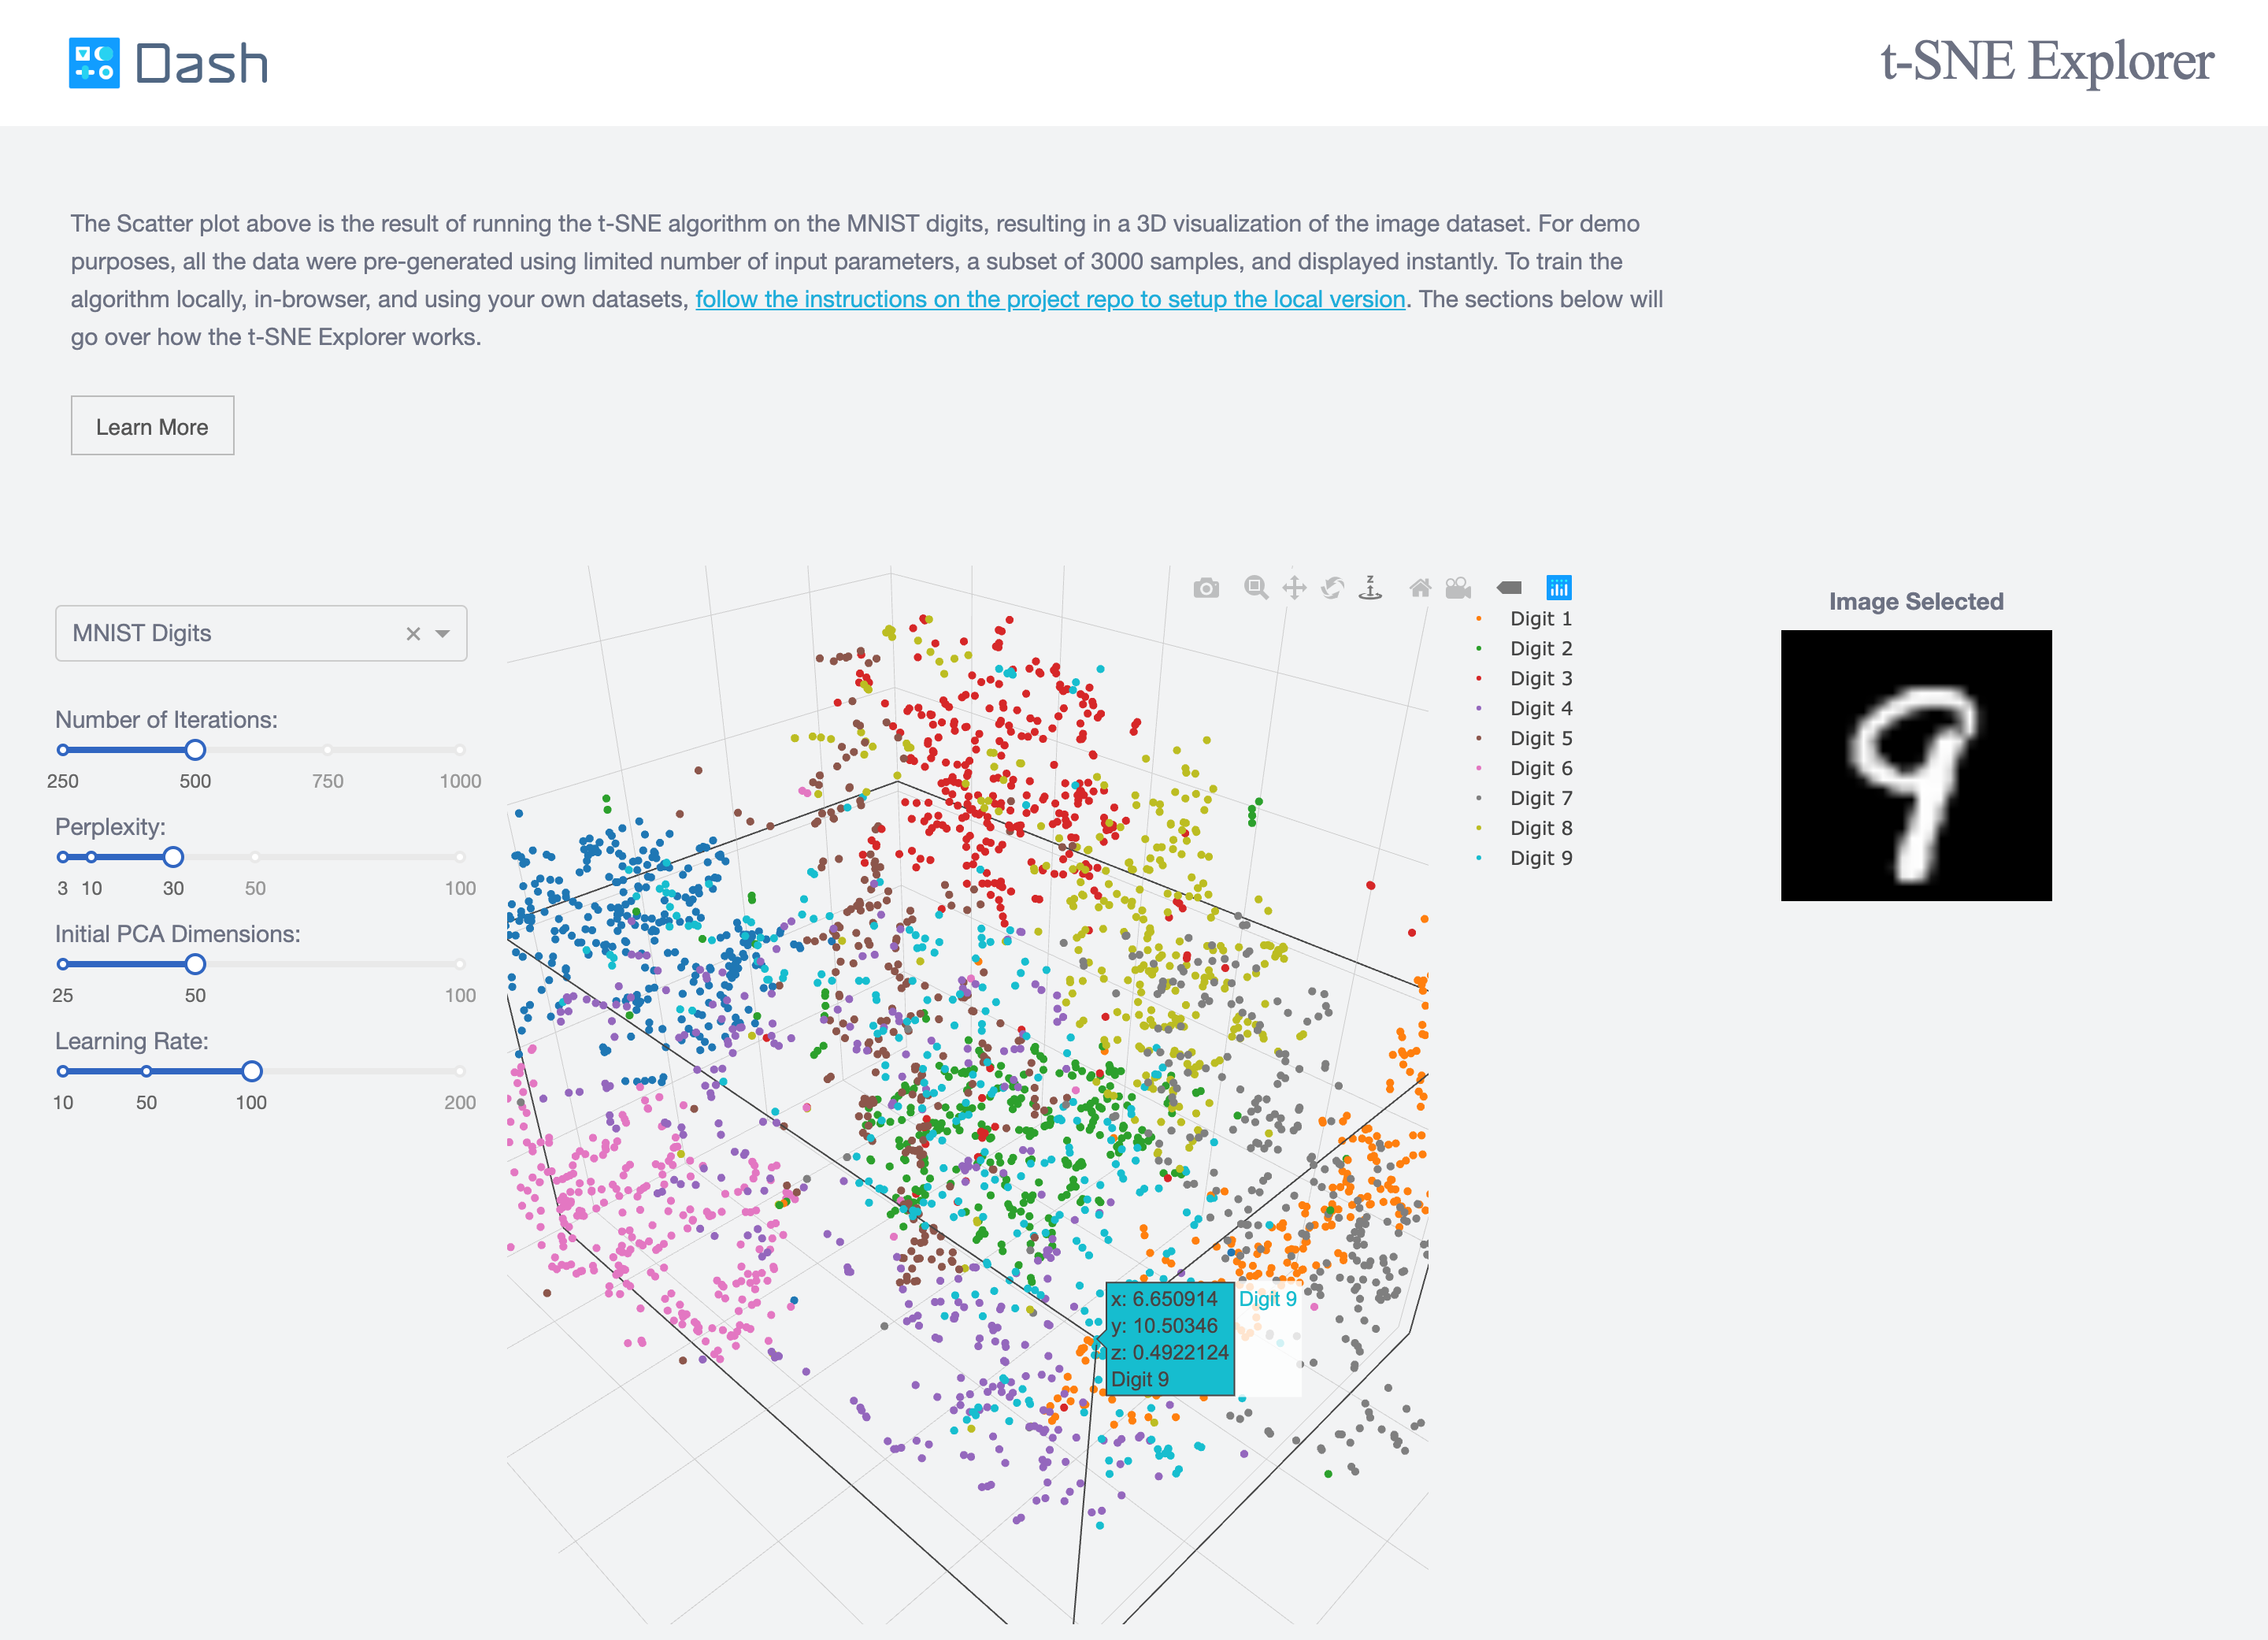 Dash
t-SNE Explorer
The Scatter plot above is the result of running the t-SNE algorithm on the MNIST digits, resulting in a 3D visualization of the image dataset. For demo
purposes, all the data were pre-generated using limited number of input parameters, a subset of 3000 samples, and displayed instantly. To train the
algorithm locally, in-browser, and using your own datasets, follow the instructions on the project repo to setup the local version. The sections below will
go over how the t-SNE Explorer works.
Learn More
MNIST Digits
Number of Iterations:
250 500 750 1000
Perplexity:
3 10 30 50 100
Initial PCA Dimensions:
25 50 100
Learning Rate:
10 50 100 200
z
Digit 1
Digit 2
Digit 3
Digit 4
Digit 5
Digit 6
Digit 7
Digit 8
Digit 9
x: 6.650914
y: 10.50346
z: 0.4922124
Digit 9
Digit 9
Image Selected
9